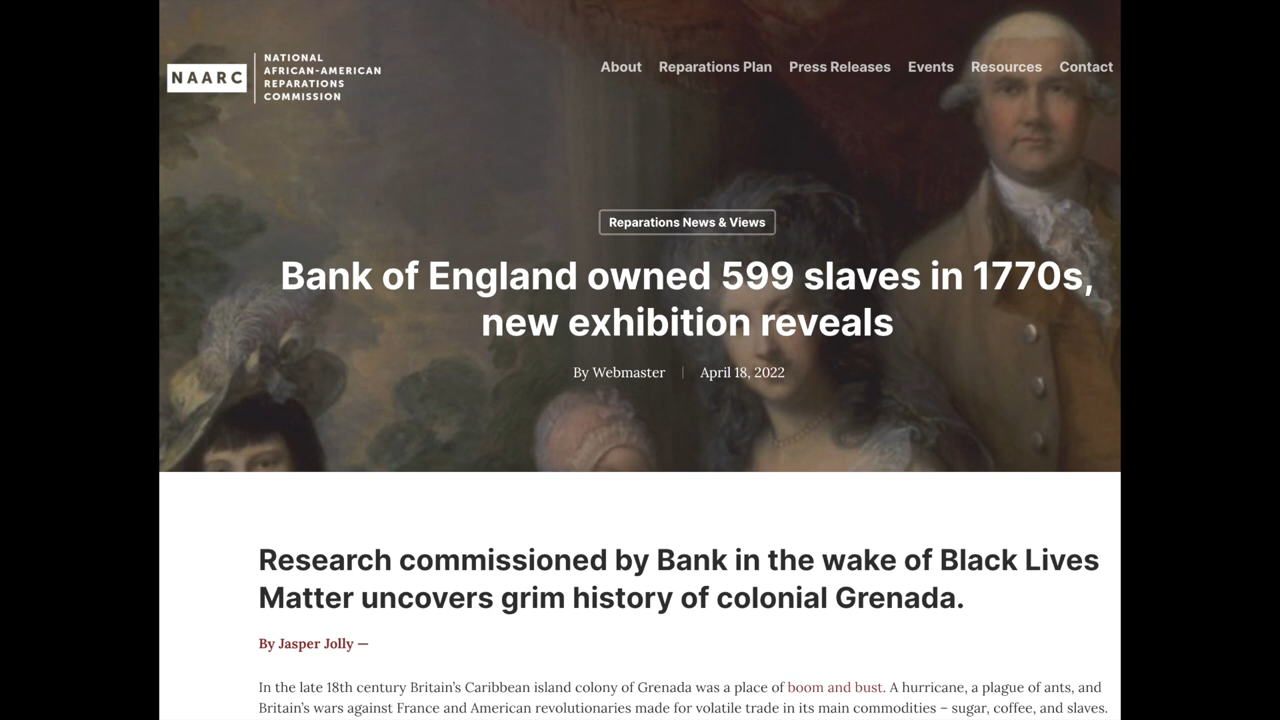 NAARC
NATIONAL
AFRICAN-AMERICAN
REPARATIONS
COMMISSION
About Reparations Plan Press Releases Events Resources Contact
Reparations News & Views
Bank of England owned 599 slaves in 1770s,
new exhibition reveals
By Webmaster | April 18, 2022
Research commissioned by Bank in the wake of Black Lives
Matter uncovers grim history of colonial Grenada.
By Jasper Jolly —
In the late 18th century Britain’s Caribbean island colony of Grenada was a place of boom and bust. A hurricane, a plague of ants, and
Britain’s wars against France and American revolutionaries made for volatile trade in its main commodities – sugar, coffee, and slaves.